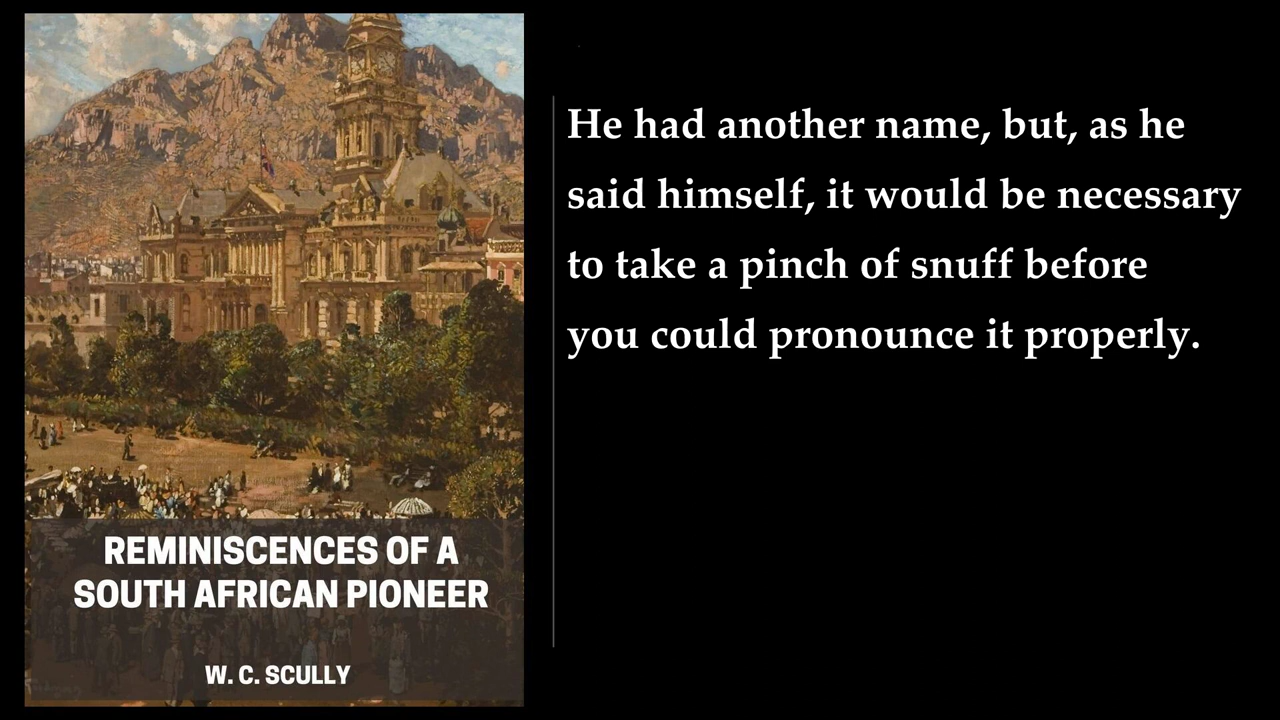 He had another name, but, as he
said himself, it would be necessary
to take a pinch of snuff before
you could pronounce it properly.
REMINISCENCES OF A
SOUTH AFRICAN PIONEER
W. C. SCULLY